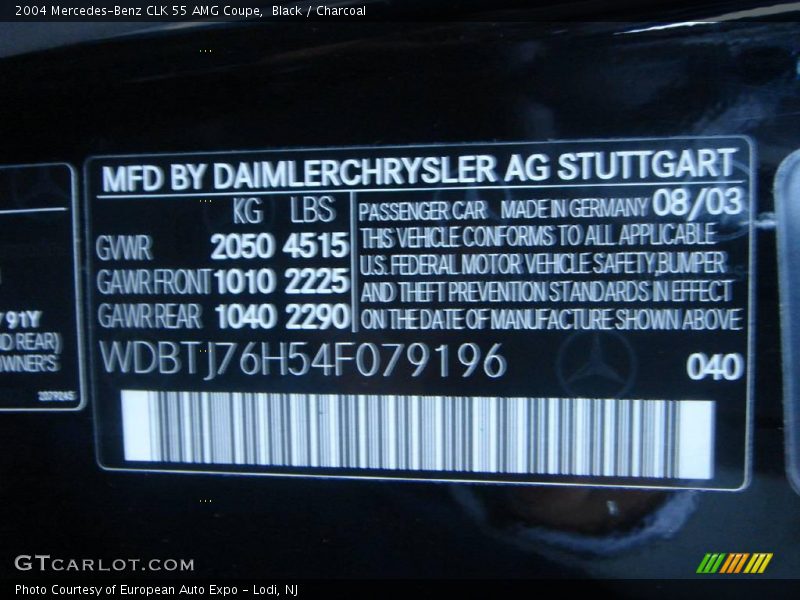 2004 Mercedes-Benz CLK 55 AMG Coupe, Black / Charcoal
MFD BY DAIMLERCHRYSLER AG STUTTGART
KG LBS
GVWR 2050 4515
GAWR FRONT 1010 2225
GAWR REAR 1040 2290
PASSENGER CAR MADE IN GERMANY 08/03
THIS VEHICLE CONFORMS TO ALL APPLICABLE
U.S. FEDERAL MOTOR VEHICLE SAFETY, BUMPER
AND THEFT PREVENTION STANDARDS IN EFFECT
ON THE DATE OF MANUFACTURE SHOWN ABOVE
WDBTJ76H54F079196
040
91Y
REAR)
GTCARLOT.COM
Photo Courtesy of European Auto Expo - Lodi, NJ